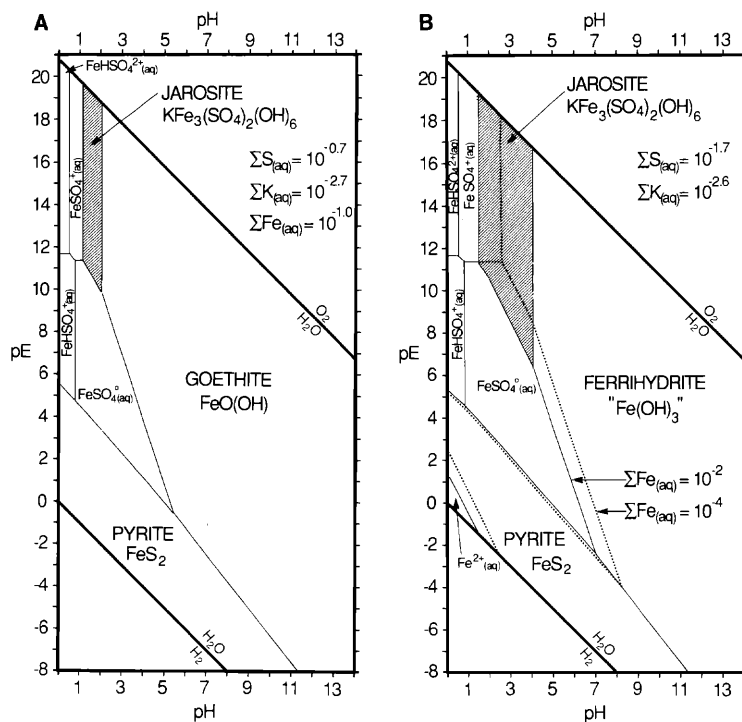 A
pH
1 3 5 7 9 11 13
FeHSO₄²⁺(aq)
JAROSITE
KFe₃(SO₄)₂(OH)₆
ΣS(aq) = 10⁻⁰·⁷
ΣK(aq) = 10⁻²·⁷
ΣFe(aq) = 10⁻¹·⁰
FeSO₄⁺(aq)
FeHSO₄⁺(aq)
FeSO₄°(aq)
GOETHITE
FeO(OH)
O₂
H₂O
PYRITE
FeS₂
H₂O
H₂
20
18
16
14
12
10
pE
8
6
4
2
0
-2
-4
-6
-8
1 3 5 7 9 11 13
pH
B
pH
1 3 5 7 9 11 13
JAROSITE
KFe₃(SO₄)₂(OH)₆
ΣS(aq) = 10⁻¹·⁷
ΣK(aq) = 10⁻²·⁶
FeHSO₄²⁺(aq)
FeSO₄⁺(aq)
FeHSO₄⁺(aq)
FeSO₄°(aq)
O₂
H₂O
FERRIHYDRITE
"Fe(OH)₃"
ΣFe(aq) = 10⁻²
ΣFe(aq) = 10⁻⁴
PYRITE
FeS₂
Fe²⁺(aq)
H₂O
H₂
20
18
16
14
12
10
pE
8
6
4
2
0
-2
-4
-6
-8
1 3 5 7 9 11 13
pH